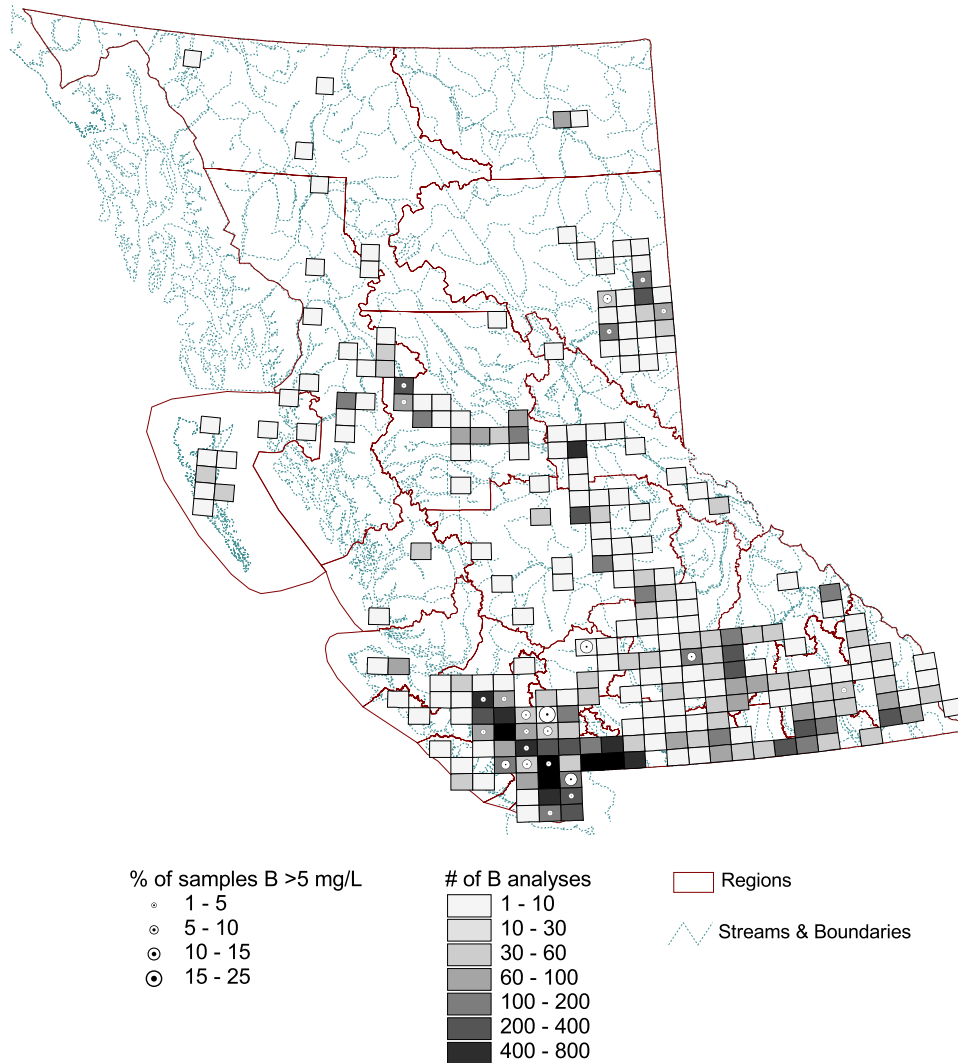 % of samples B >5 mg/L
1 - 5
5 - 10
10 - 15
15 - 25
# of B analyses
1 - 10
10 - 30
30 - 60
60 - 100
100 - 200
200 - 400
400 - 800
Regions
Streams & Boundaries